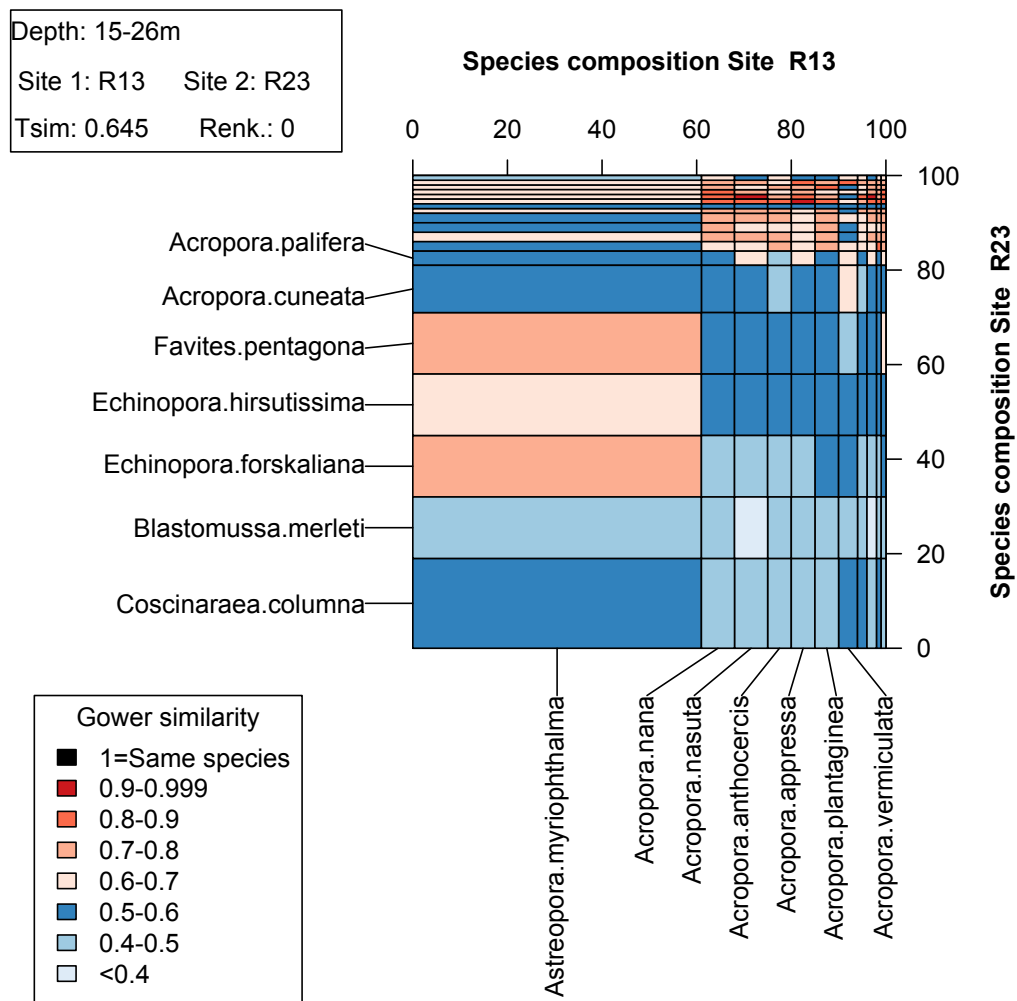 Depth: 15-26m
Site 1: R13 Site 2: R23
Tsim: 0.645 Renk.: 0
Species composition Site R13
0 20 40 60 80 100
Acropora.palifera
Acropora.cuneata
Favites.pentagona
Echinopora.hirsutissima
Echinopora.forskaliana
Blastomussa.merleti
Coscinaraea.columna
100
80
60
40
20
0
Species composition Site R23
Astreopora.myriophthalma
Acropora.nana
Acropora.nasuta
Acropora.anthocercis
Acropora.appressa
Acropora.plantaginea
Acropora.vermiculata
Gower similarity
1=Same species
0.9-0.999
0.8-0.9
0.7-0.8
0.6-0.7
0.5-0.6
0.4-0.5
<0.4